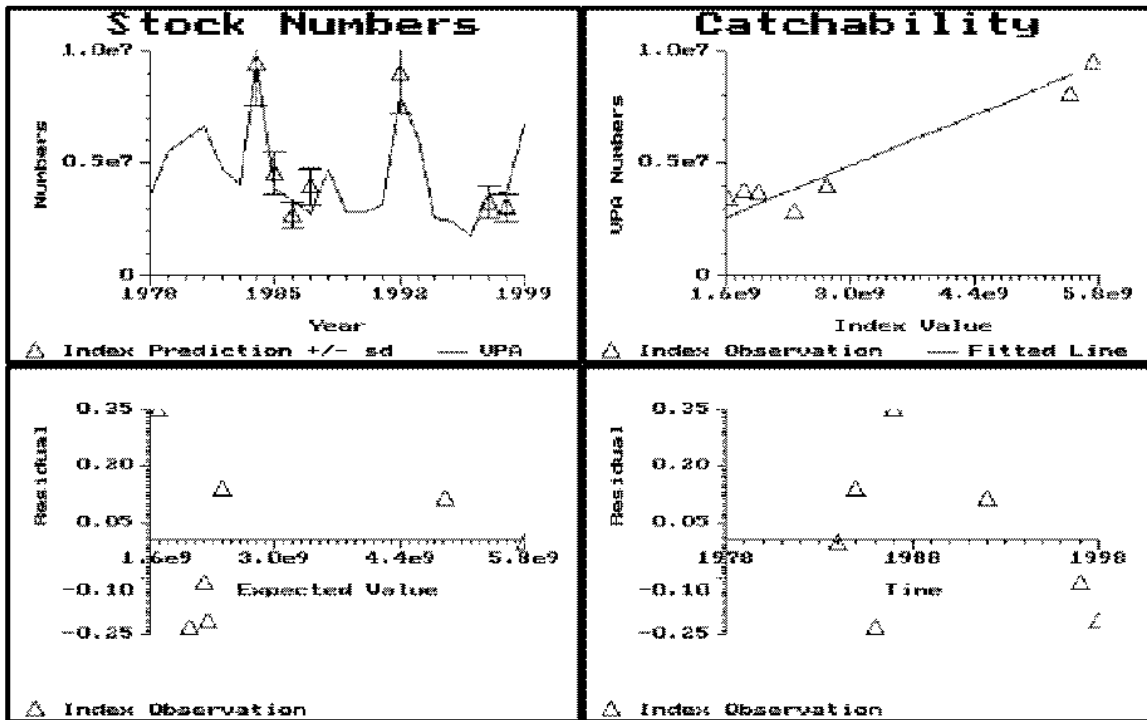 Stock Numbers
1.0e7
0.5e7
0
Numbers
1978 1985 1992 1999
Year
Index Prediction +/- sd VPA
Catchability
1.0e7
0.5e7
0
VPA Numbers
1.6e9 3.0e9 4.4e9 5.8e9
Index Value
Index Observation Fitted Line
0.35
0.20
0.05
-0.10
-0.25
Residual
1.6e9 3.0e9 4.4e9 5.8e9
Expected Value
Index Observation
0.35
0.20
0.05
-0.10
-0.25
Residual
1978 1988 1998
Time
Index Observation